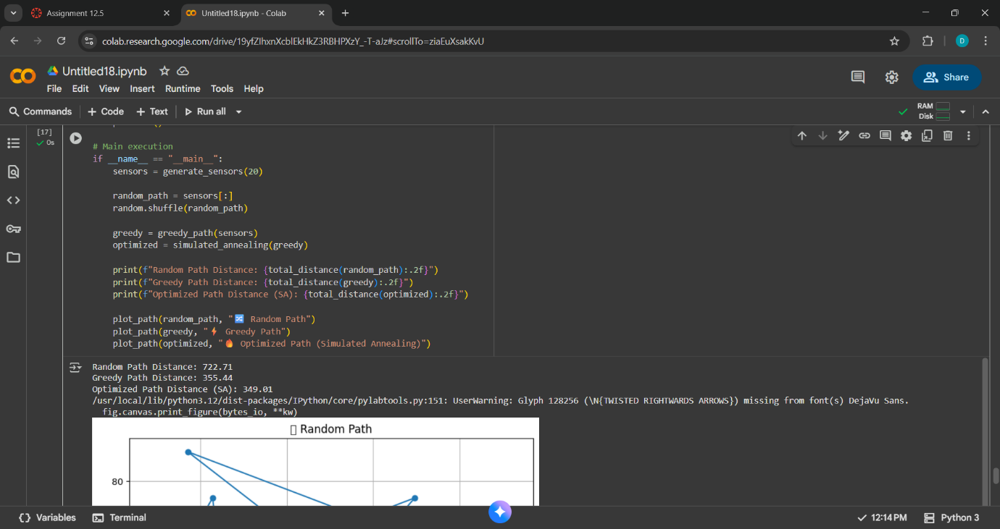 Assignment 12.5
Untitled18.ipynb - Colab
colab.research.google.com/drive/19yfZlhxnXcblEkHkZ3RBHPXzY_-T-aJz#scrollTo=ziaEuXsakKvU
D
CO
Untitled18.ipynb
File Edit View Insert Runtime Tools Help
Share
Commands + Code + Text Run all
RAM
Disk
[17]
0s
# Main execution
if __name__ == "__main__":
    sensors = generate_sensors(20)
    random_path = sensors[:]
    random.shuffle(random_path)
    greedy = greedy_path(sensors)
    optimized = simulated_annealing(greedy)
    print(f"Random Path Distance: {total_distance(random_path):.2f}")
    print(f"Greedy Path Distance: {total_distance(greedy):.2f}")
    print(f"Optimized Path Distance (SA): {total_distance(optimized):.2f}")
    plot_path(random_path, "🔀 Random Path")
    plot_path(greedy, "⚡ Greedy Path")
    plot_path(optimized, "🔥 Optimized Path (Simulated Annealing)")
Random Path Distance: 722.71
Greedy Path Distance: 355.44
Optimized Path Distance (SA): 349.01
/usr/local/lib/python3.12/dist-packages/IPython/core/pylabtools.py:151: UserWarning: Glyph 128256 (\N{TWISTED RIGHTWARDS ARROWS}) missing from font(s) DejaVu Sans.
  fig.canvas.print_figure(bytes_io, **kw)
▯ Random Path
80
{} Variables
Terminal
12:14 PM
Python 3